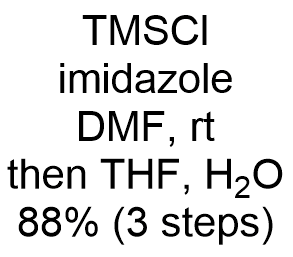 TMSCl
imidazole
DMF, rt
then THF, H₂O
88% (3 steps)